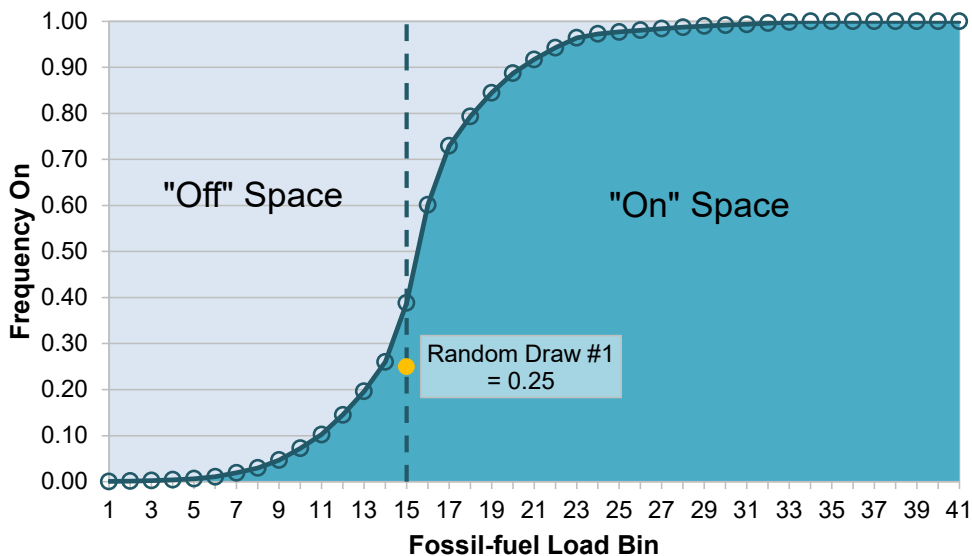 1.00
0.90
0.80
0.70
0.60
0.50
0.40
0.30
0.20
0.10
0.00
Frequency On
"Off" Space
"On" Space
Random Draw #1
= 0.25
1 3 5 7 9 11 13 15 17 19 21 23 25 27 29 31 33 35 37 39 41
Fossil-fuel Load Bin